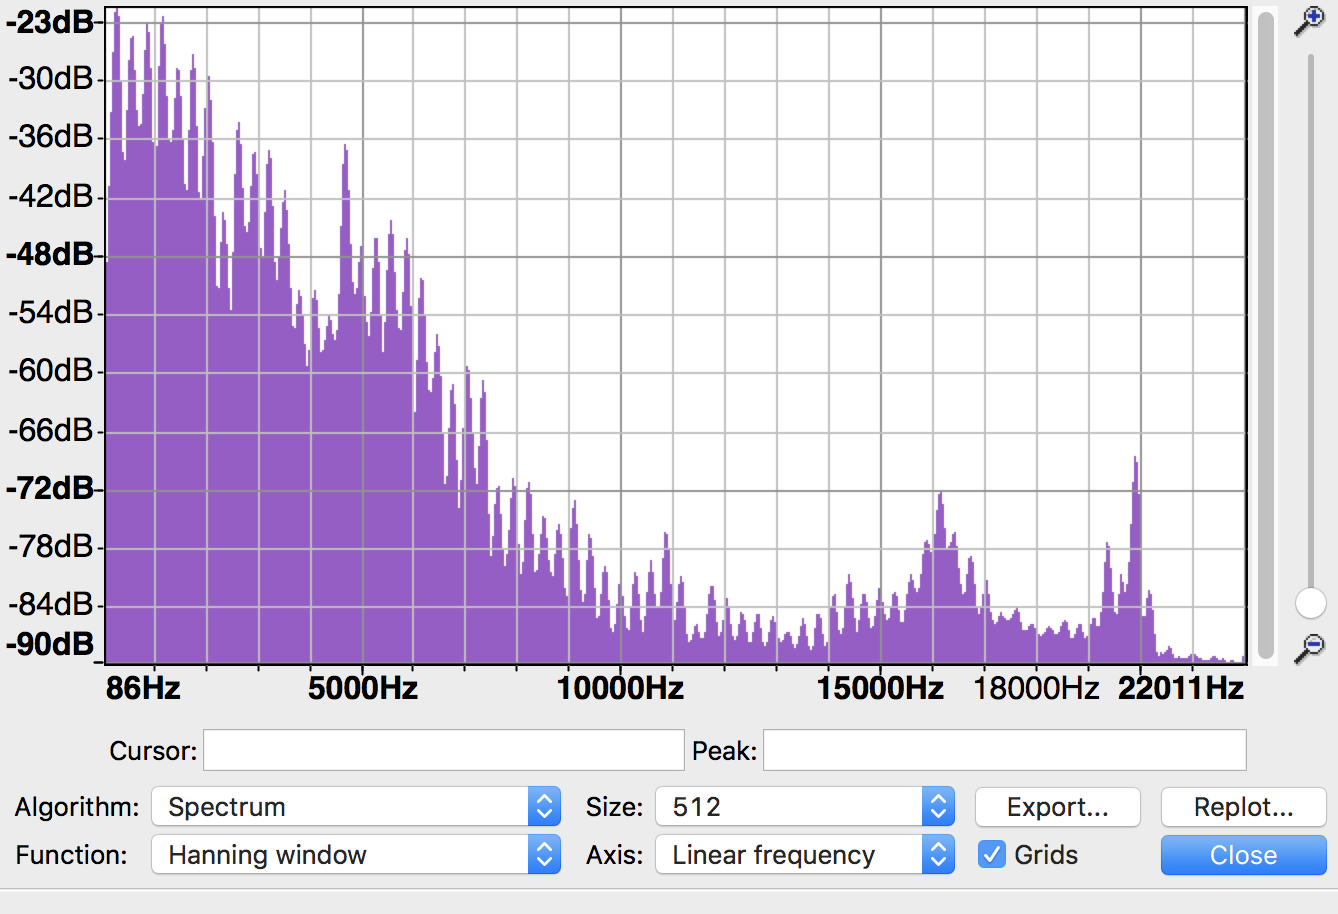 -23dB
-30dB
-36dB
-42dB
-48dB
-54dB
-60dB
-66dB
-72dB
-78dB
-84dB
-90dB
86Hz 5000Hz 10000Hz 15000Hz 18000Hz 22011Hz
Cursor: Peak:
Algorithm: Spectrum Size: 512 Export... Replot...
Function: Hanning window Axis: Linear frequency Grids Close